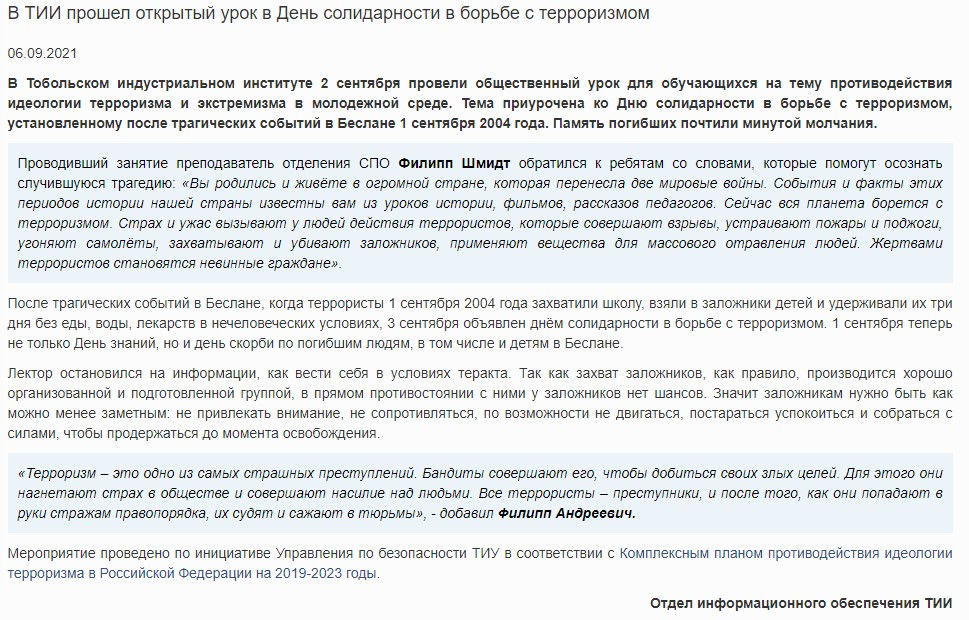 В ТИИ прошел открытый урок в День солидарности в борьбе с терроризмом
06.09.2021
В Тобольском индустриальном институте 2 сентября провели общественный урок для обучающихся на тему противодействия
идеологии терроризма и экстремизма в молодежной среде. Тема приурочена ко Дню солидарности в борьбе с терроризмом,
установленному после трагических событий в Беслане 1 сентября 2004 года. Память погибших почтили минутой молчания.
Проводивший занятие преподаватель отделения СПО Филипп Шмидт обратился к ребятам со словами, которые помогут осознать
случившуюся трагедию: «Вы родились и живёте в огромной стране, которая перенесла две мировые войны. События и факты этих
периодов истории нашей страны известны вам из уроков истории, фильмов, рассказов педагогов. Сейчас вся планета борется с
терроризмом. Страх и ужас вызывают у людей действия террористов, которые совершают взрывы, устраивают пожары и поджоги,
угоняют самолёты, захватывают и убивают заложников, применяют вещества для массового отравления людей. Жертвами
террористов становятся невинные граждане».
После трагических событий в Беслане, когда террористы 1 сентября 2004 года захватили школу, взяли в заложники детей и удерживали их три
дня без еды, воды, лекарств в нечеловеческих условиях, 3 сентября объявлен днём солидарности в борьбе с терроризмом. 1 сентября теперь
не только День знаний, но и день скорби по погибшим людям, в том числе и детям в Беслане.
Лектор остановился на информации, как вести себя в условиях теракта. Так как захват заложников, как правило, производится хорошо
организованной и подготовленной группой, в прямом противостоянии с ними у заложников нет шансов. Значит заложникам нужно быть как
можно менее заметным: не привлекать внимание, не сопротивляться, по возможности не двигаться, постараться успокоиться и собраться с
силами, чтобы продержаться до момента освобождения.
«Терроризм – это одно из самых страшных преступлений. Бандиты совершают его, чтобы добиться своих злых целей. Для этого они
нагнетают страх в обществе и совершают насилие над людьми. Все террористы – преступники, и после того, как они попадают в
руки стражам правопорядка, их судят и сажают в тюрьмы», - добавил Филипп Андреевич.
Мероприятие проведено по инициативе Управления по безопасности ТИУ в соответствии с Комплексным планом противодействия идеологии
терроризма в Российской Федерации на 2019-2023 годы.
Отдел информационного обеспечения ТИИ